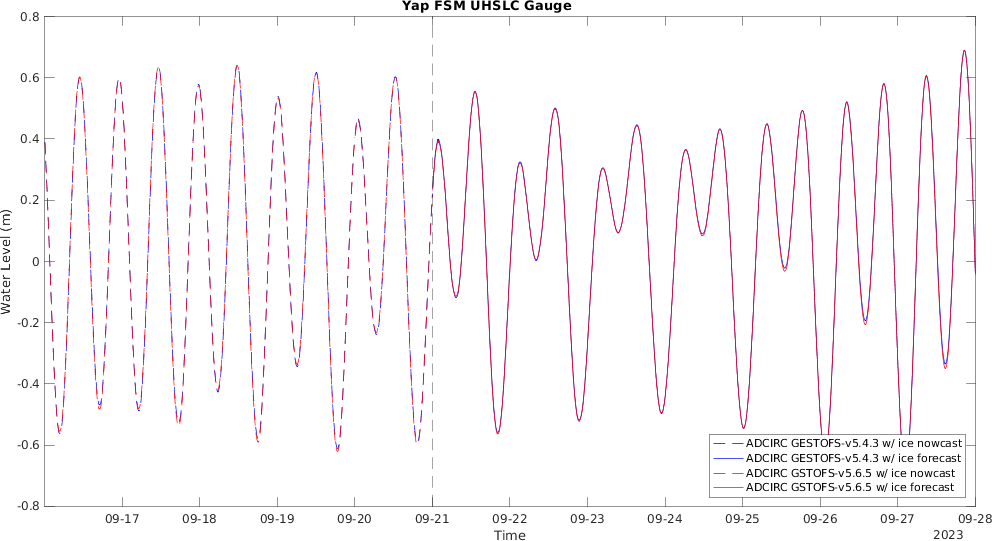 Yap FSM UHSLC Gauge
0.8
0.6
0.4
0.2
0
-0.2
-0.4
-0.6
-0.8
Water Level (m)
ADCIRC GESTOFS-v5.4.3 w/ ice nowcast
ADCIRC GESTOFS-v5.4.3 w/ ice forecast
ADCIRC GSTOFS-v5.6.5 w/ ice nowcast
ADCIRC GSTOFS-v5.6.5 w/ ice forecast
09-17 09-18 09-19 09-20 09-21 09-22 09-23 09-24 09-25 09-26 09-27 09-28
Time
2023